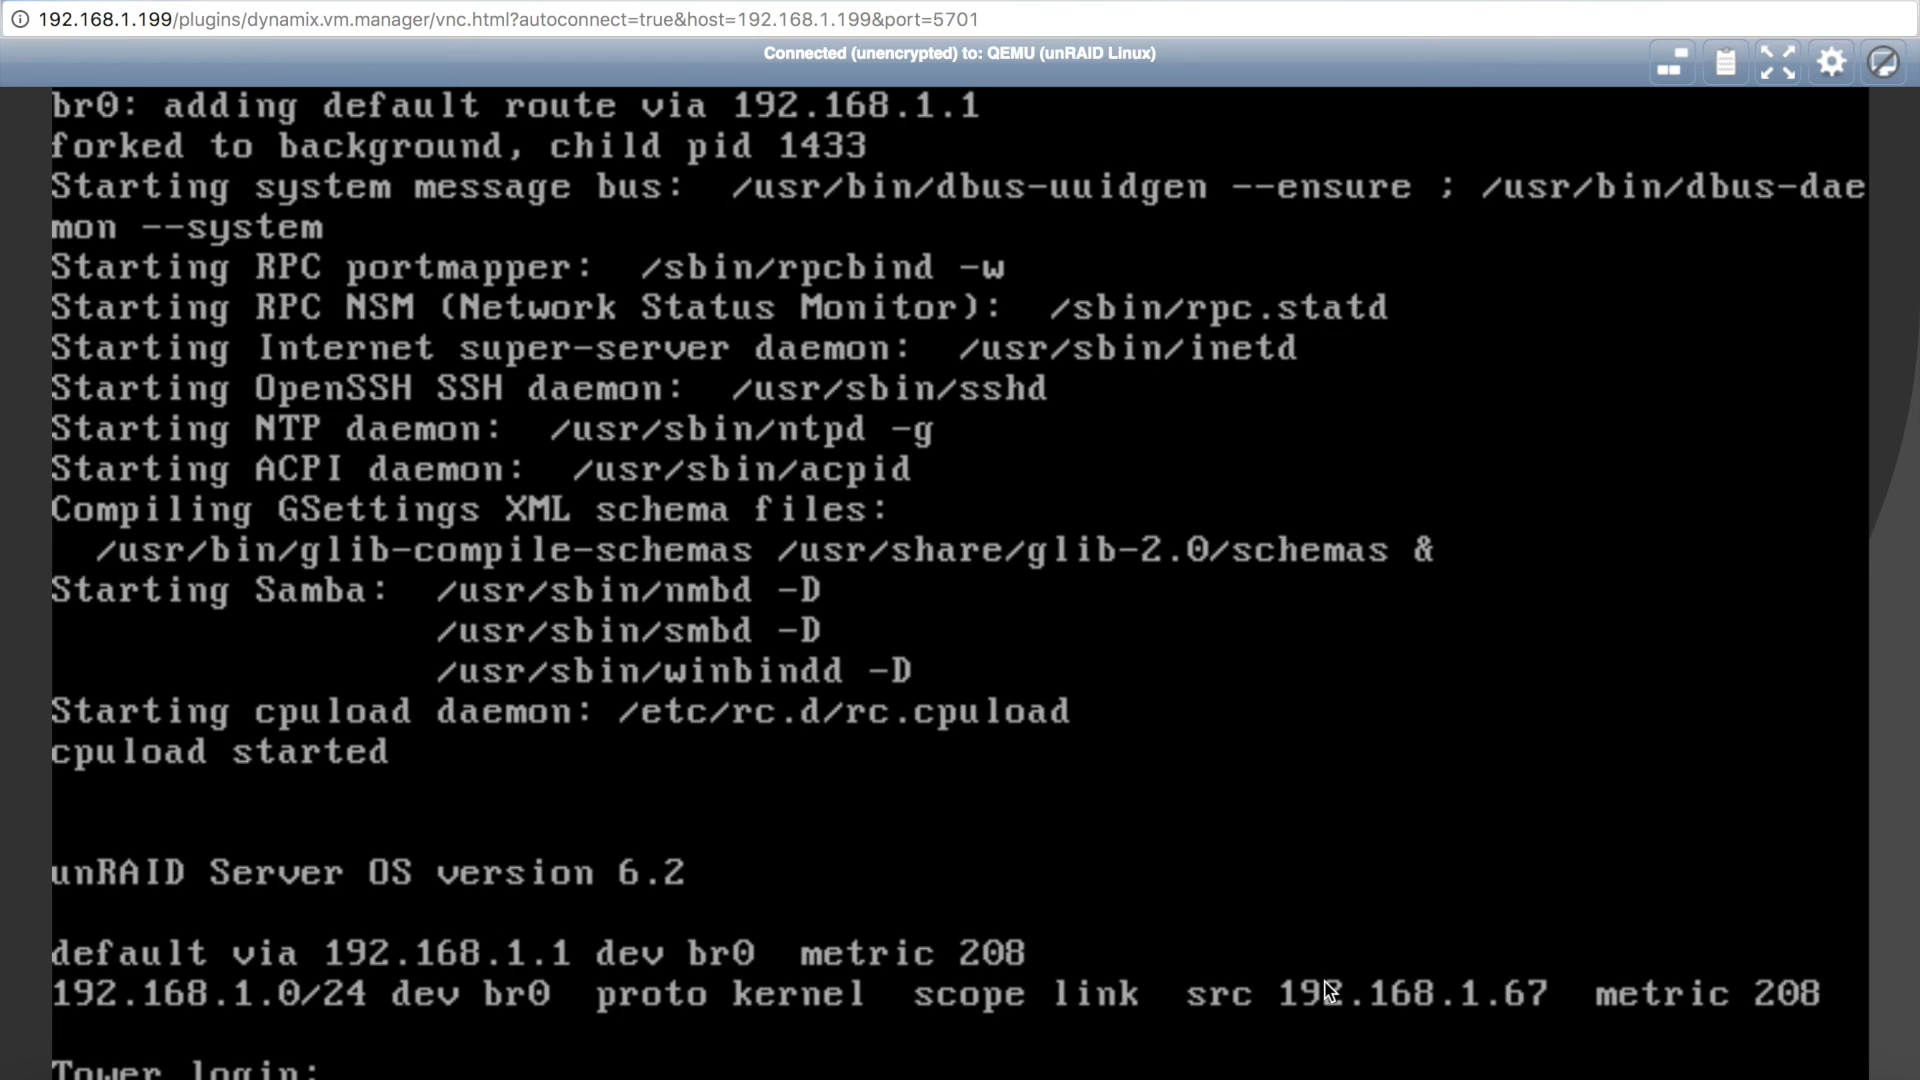 192.168.1.199/plugins/dynamix.vm.manager/vnc.html?autoconnect=true&host=192.168.1.199&port=5701
Connected (unencrypted) to: QEMU (unRAID Linux)
br0: adding default route via 192.168.1.1
forked to background, child pid 1433
Starting system message bus:  /usr/bin/dbus-uuidgen --ensure ; /usr/bin/dbus-dae
mon --system
Starting RPC portmapper:  /sbin/rpcbind -w
Starting RPC NSM (Network Status Monitor):  /sbin/rpc.statd
Starting Internet super-server daemon:  /usr/sbin/inetd
Starting OpenSSH SSH daemon:  /usr/sbin/sshd
Starting NTP daemon:  /usr/sbin/ntpd -g
Starting ACPI daemon:  /usr/sbin/acpid
Compiling GSettings XML schema files:
  /usr/bin/glib-compile-schemas /usr/share/glib-2.0/schemas &
Starting Samba:  /usr/sbin/nmbd -D
                 /usr/sbin/smbd -D
                 /usr/sbin/winbindd -D
Starting cpuload daemon: /etc/rc.d/rc.cpuload
cpuload started
unRAID Server OS version 6.2
default via 192.168.1.1 dev br0  metric 208
192.168.1.0/24 dev br0  proto kernel  scope link  src 192.168.1.67  metric 208
Tower login: